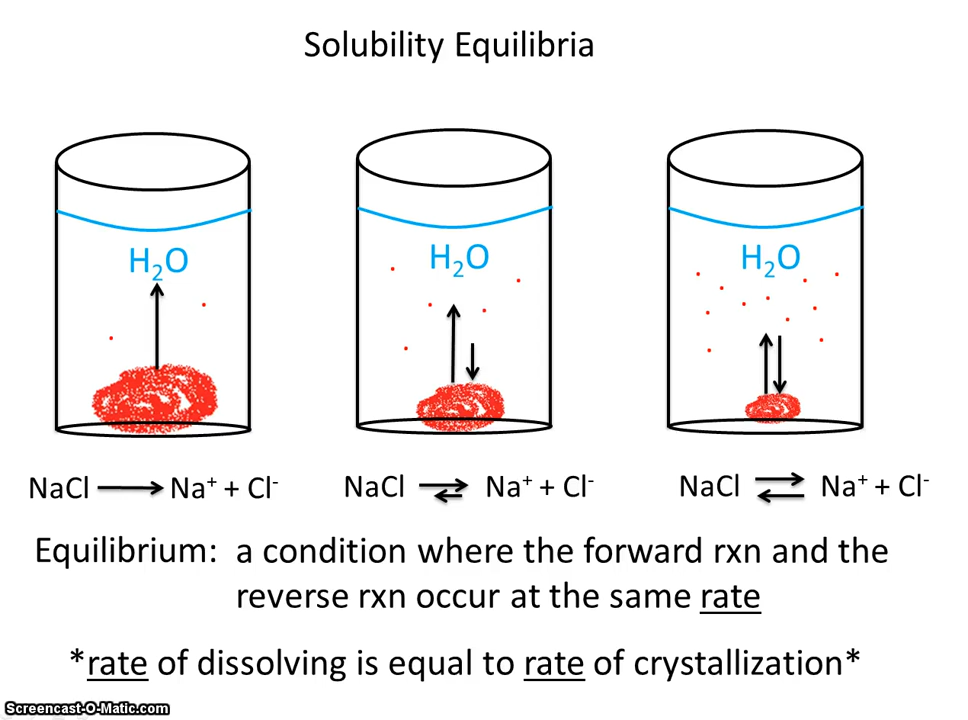 Solubility Equilibria
H₂O H₂O H₂O
NaCl ⟶ Na⁺ + Cl⁻ NaCl ⇌ Na⁺ + Cl⁻ NaCl ⇌ Na⁺ + Cl⁻
Equilibrium: a condition where the forward rxn and the
reverse rxn occur at the same rate
*rate of dissolving is equal to rate of crystallization*
Screencast-O-Matic.com